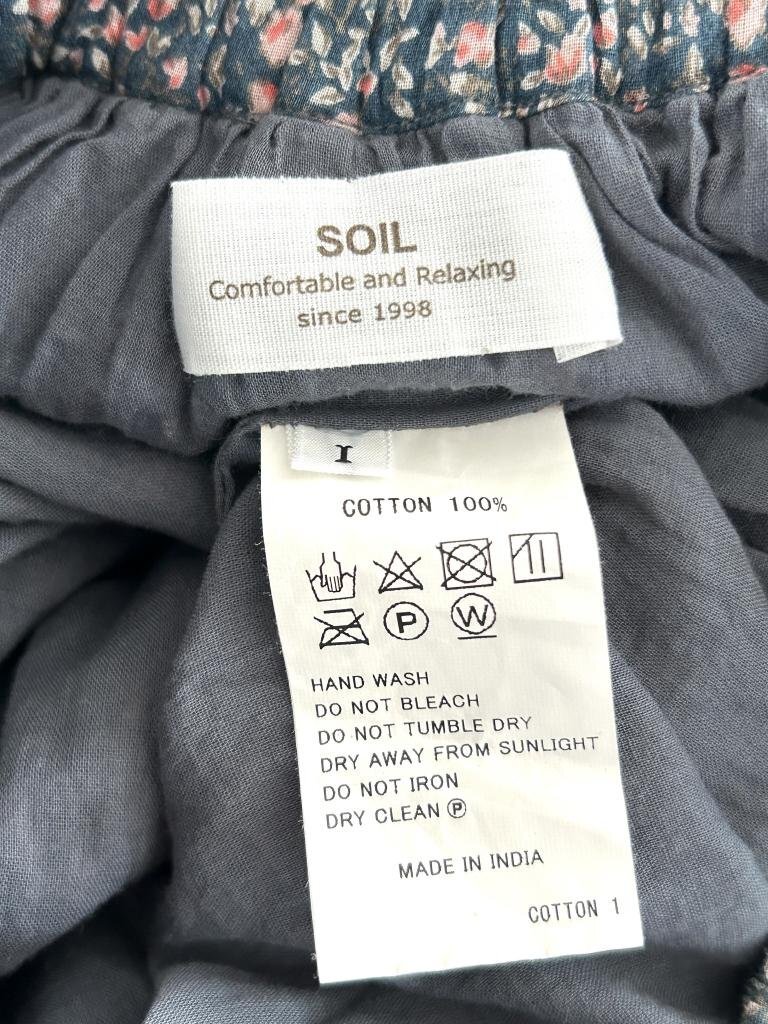 SOIL
Comfortable and Relaxing
since 1998
I
COTTON 100%
P W
HAND WASH
DO NOT BLEACH
DO NOT TUMBLE DRY
DRY AWAY FROM SUNLIGHT
DO NOT IRON
DRY CLEAN Ⓟ
MADE IN INDIA
COTTON 1